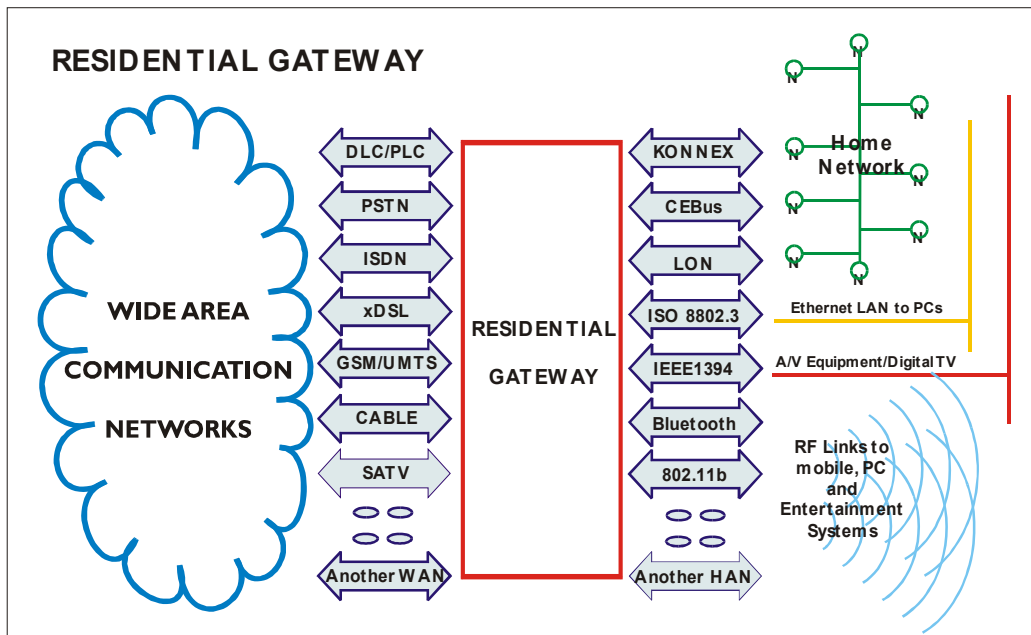 RESIDENTIAL GATEWAY
WIDE AREA
COMMUNICATION
NETWORKS
DLC/PLC
PSTN
ISDN
xDSL
GSM/UMTS
CABLE
SATV
Another WAN
RESIDENTIAL
GATEWAY
KONNEX
CEBus
LON
ISO 8802.3
IEEE1394
Bluetooth
802.11b
Another HAN
N
N
N
N
Home
Network
N
N
N
N
N
N
Ethernet LAN to PCs
A/V Equipment/Digital TV
RF Links to
mobile, PC
and
Entertainment
Systems